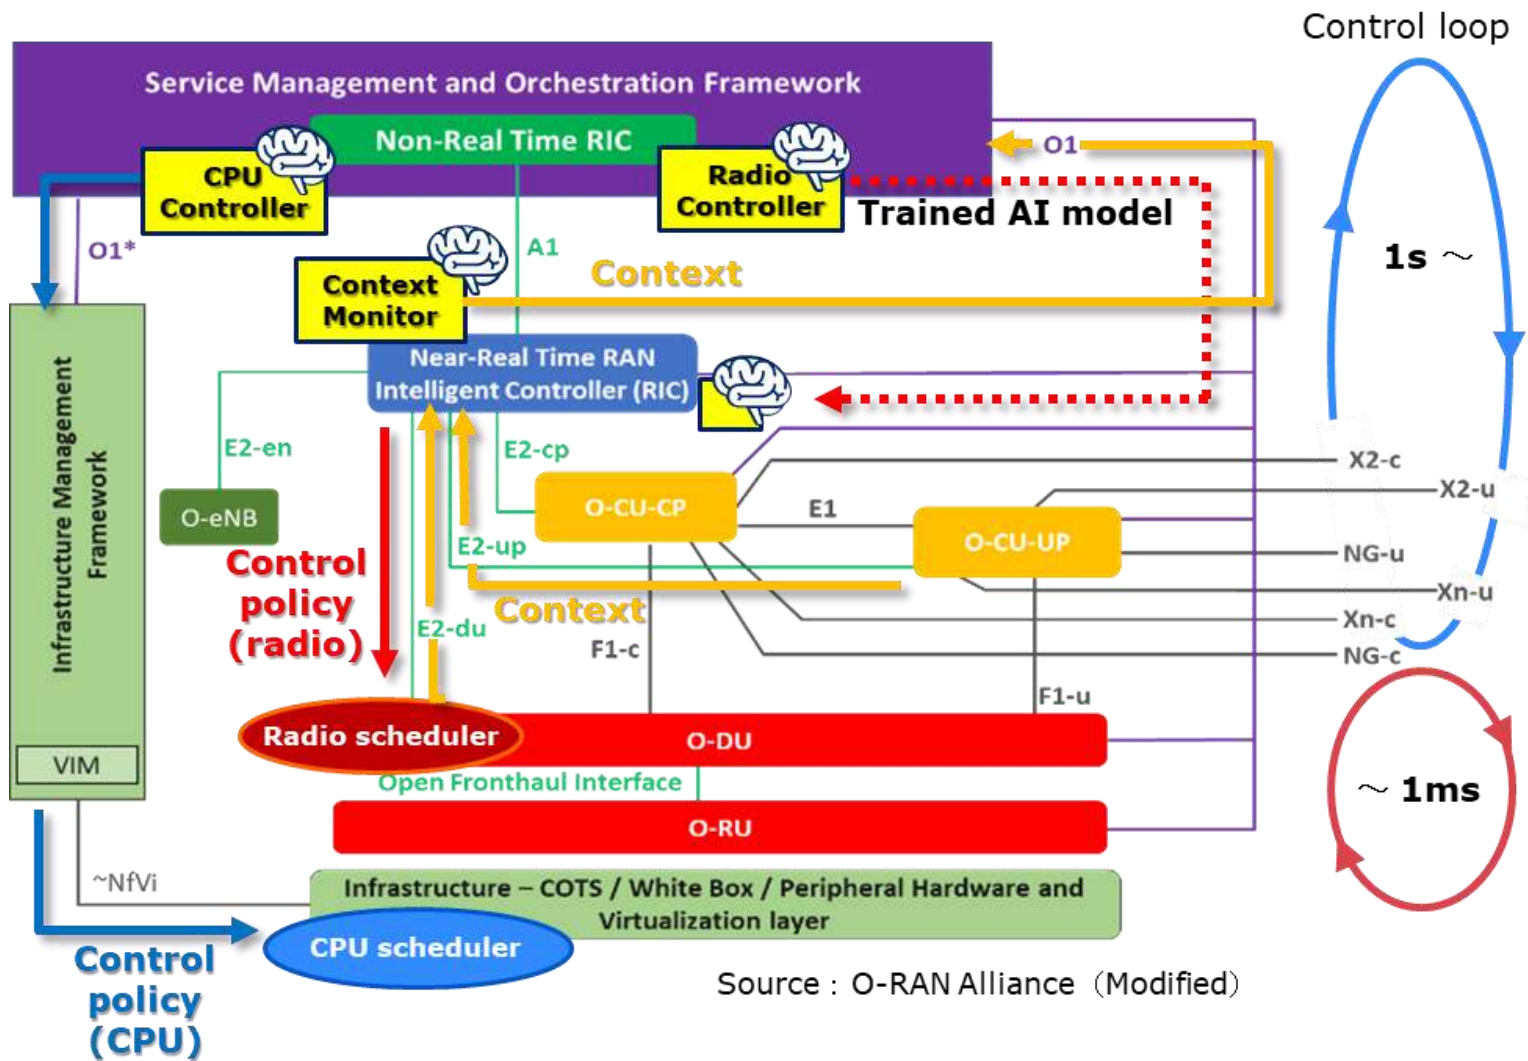 Control loop
Service Management and Orchestration Framework
Non-Real Time RIC
O1
CPU
Controller
Radio
Controller
Trained AI model
O1*
A1
Context
1s ～
Context
Monitor
Near-Real Time RAN
Intelligent Controller (RIC)
Infrastructure Management
Framework
E2-en
E2-cp
X2-c
X2-u
O-eNB
O-CU-CP
E1
O-CU-UP
E2-up
NG-u
Control
policy
(radio)
Xn-u
Context
Xn-c
E2-du
F1-c
NG-c
F1-u
Radio scheduler
O-DU
VIM
Open Fronthaul Interface
～ 1ms
O-RU
~NfVi
Infrastructure – COTS / White Box / Peripheral Hardware and
Virtualization layer
CPU scheduler
Control
policy
(CPU)
Source : O-RAN Alliance（Modified）